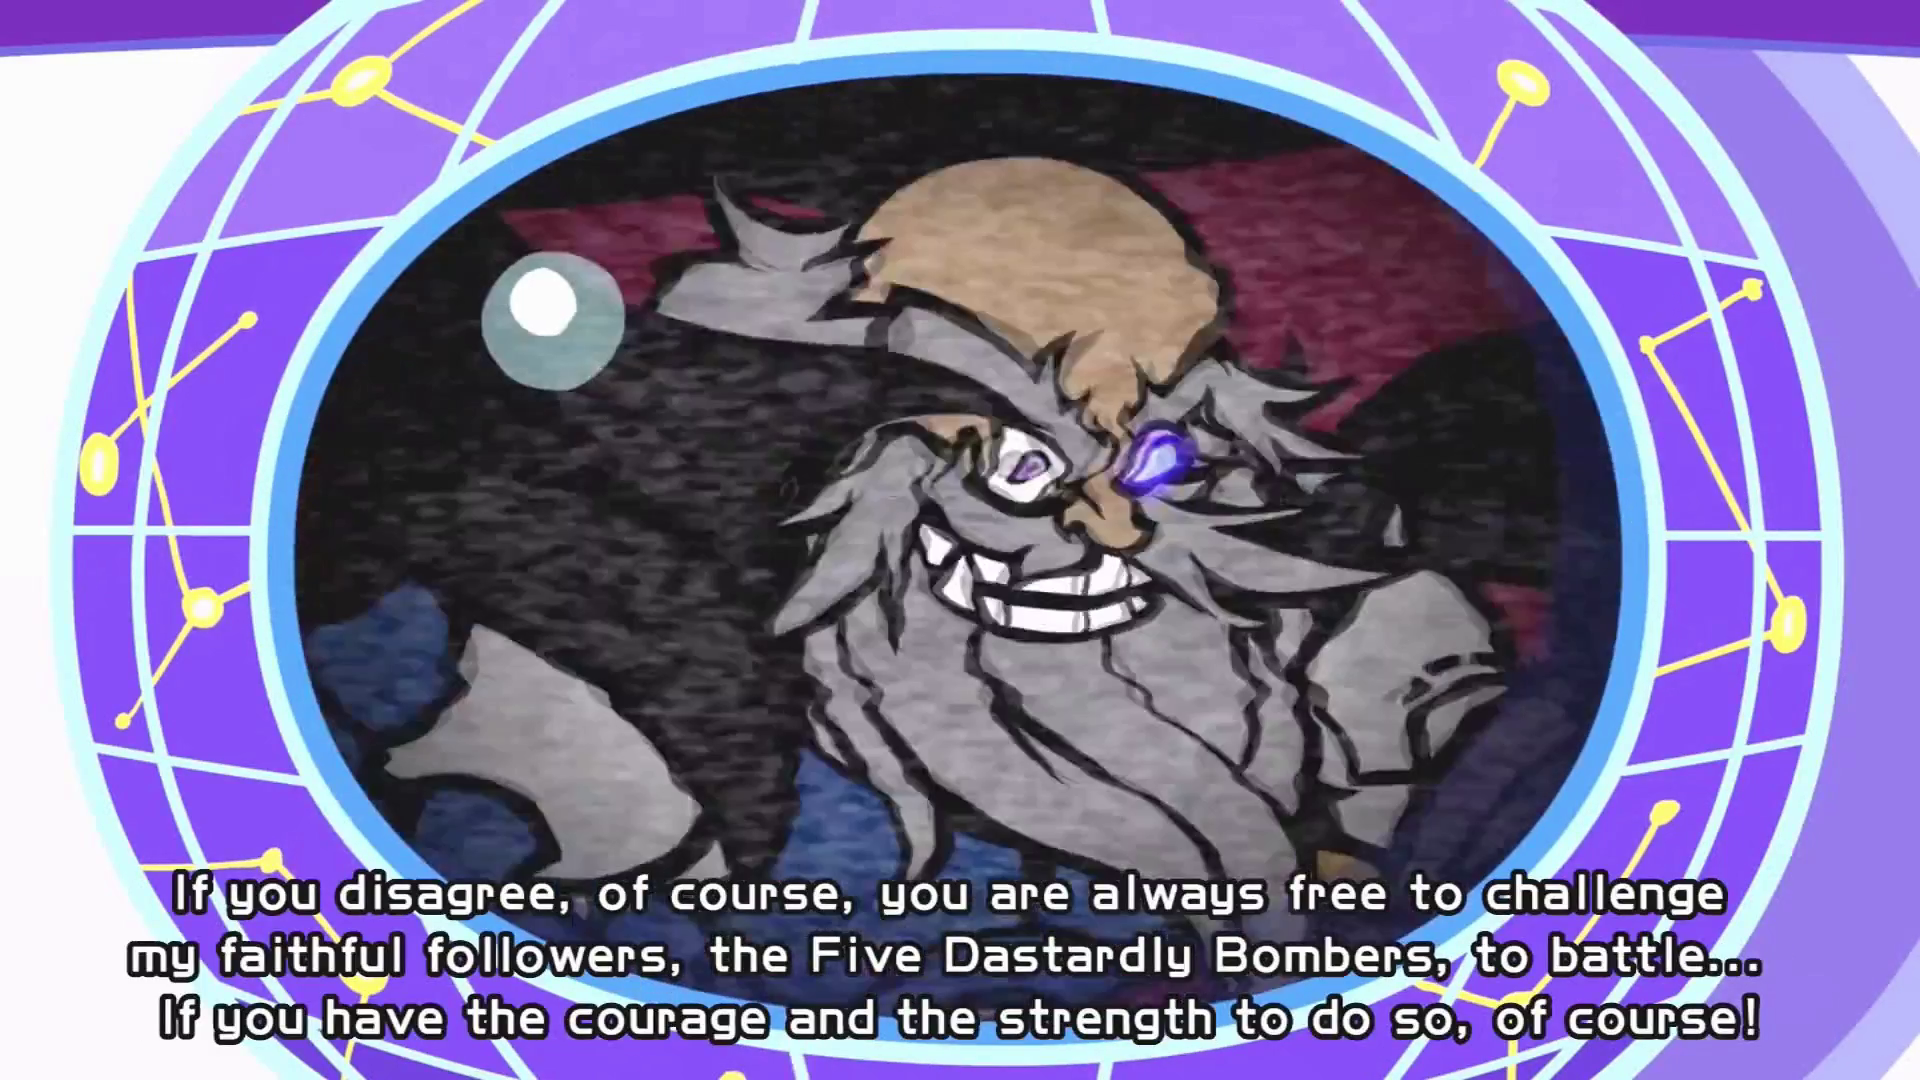 If you disagree, of course, you are always free to challenge
my faithful followers, the Five Dastardly Bombers, to battle...
If you have the courage and the strength to do so, of course!